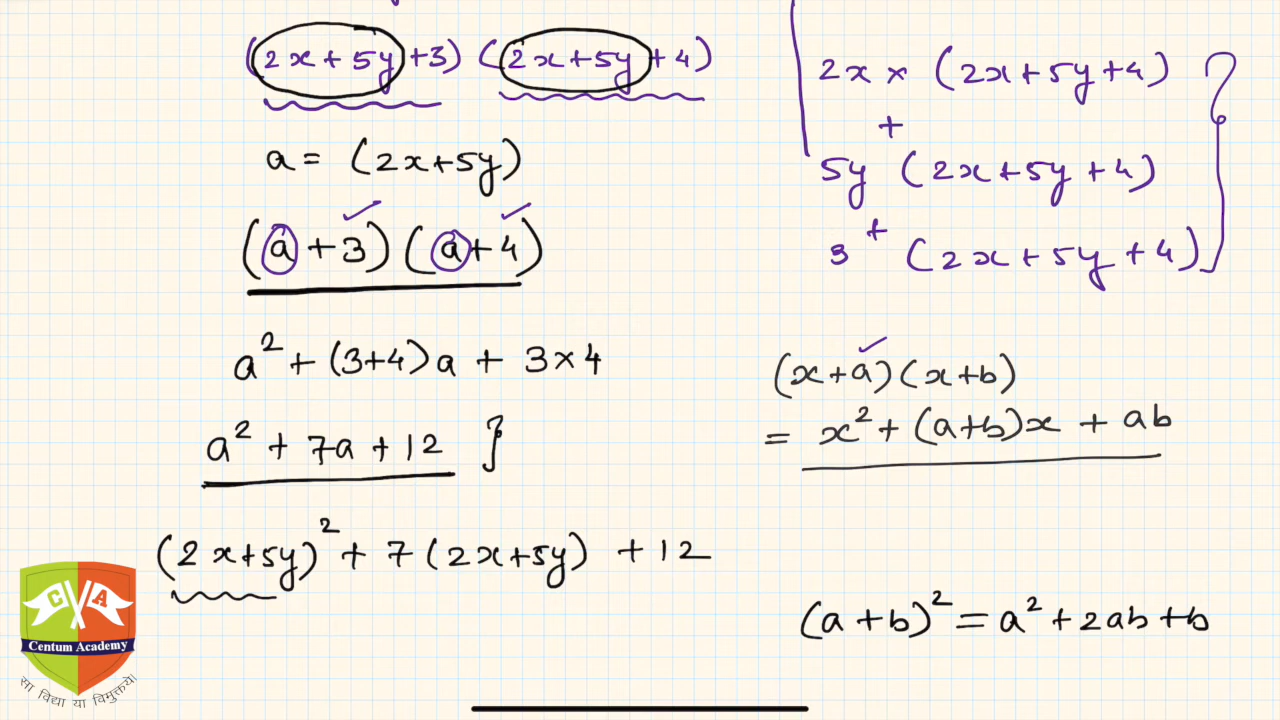 (2x+5y+3) (2x+5y+4)
a = (2x+5y)
(a+3) (a+4)
a² + (3+4)a + 3×4
a² + 7a + 12 }
(2x+5y)² + 7(2x+5y) + 12
2x × (2x+5y+4)
+
5y (2x+5y+4)
+
3 (2x+5y+4)
(x+a)(x+b)
= x² + (a+b)x + ab
(a+b)² = a² + 2ab + b
C A
Centum Academy
सा विद्या या विमुक्तये।